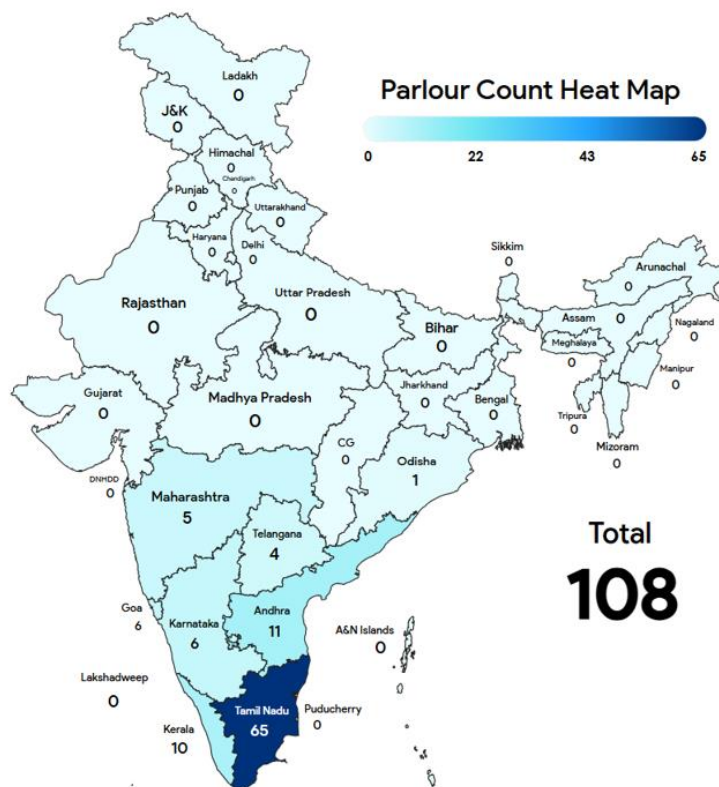 Ladakh
0
Parlour Count Heat Map
0 22 43 65
J&K
0
Himachal
0
Chandigarh
0
Punjab
0
Uttarakhand
0
Haryana
0
Delhi
0
Sikkim
0
Arunachal
0
Rajasthan
0
Uttar Pradesh
0
Bihar
0
Assam
0
Nagaland
0
Meghalaya
0
Manipur
0
Gujarat
0
Madhya Pradesh
0
Jharkhand
0
Bengal
0
Tripura
0
Mizoram
0
CG
0
Odisha
1
DNHDD
0
Maharashtra
5
Telangana
4
Total
108
Goa
6
Karnataka
6
Andhra
11
A&N Islands
0
Lakshadweep
0
Tamil Nadu
65
Puducherry
0
Kerala
10